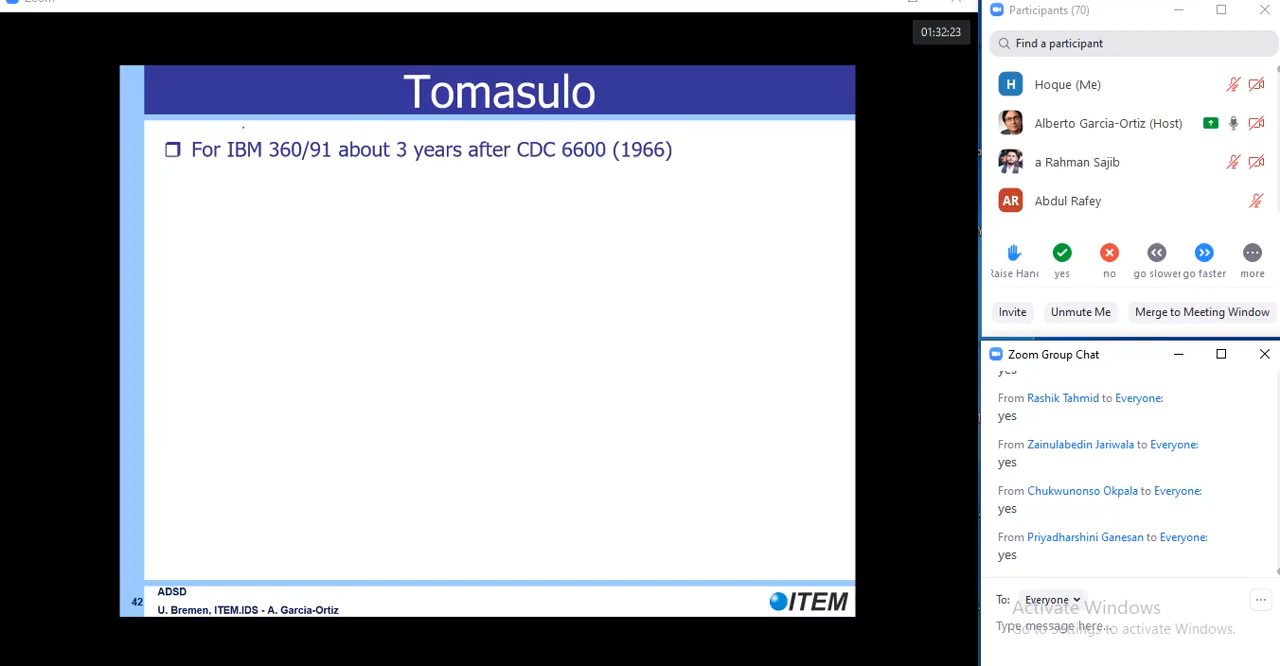 Zoom
01:32:23
Tomasulo
❐ For IBM 360/91 about 3 years after CDC 6600 (1966)
42
ADSD
U. Bremen, ITEM.IDS - A. Garcia-Ortiz
ITEM
Participants (70)
Find a participant
H Hoque (Me)
Alberto Garcia-Ortiz (Host)
a Rahman Sajib
AR Abdul Rafey
Raise Hand yes no go slower go faster more
Invite Unmute Me Merge to Meeting Window
Zoom Group Chat
yes
From Rashik Tahmid to Everyone:
yes
From Zainulabedin Jariwala to Everyone:
yes
From Chukwunonso Okpala to Everyone:
yes
From Priyadharshini Ganesan to Everyone:
yes
To: Everyone
Activate Windows
Type message here...
Go to Settings to activate Windows.